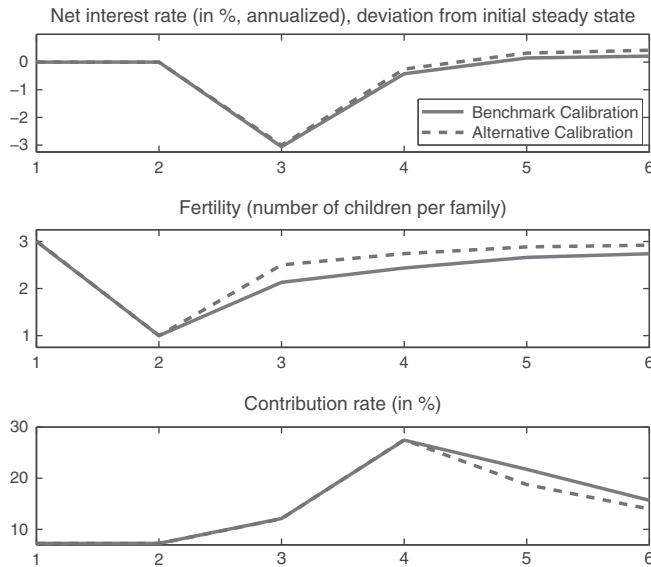 Net interest rate (in %, annualized), deviation from initial steady state
0
−1
−2
−3
Benchmark Calibration
Alternative Calibration
1 2 3 4 5 6
Fertility (number of children per family)
3
2
1
1 2 3 4 5 6
Contribution rate (in %)
30
20
10
1 2 3 4 5 6